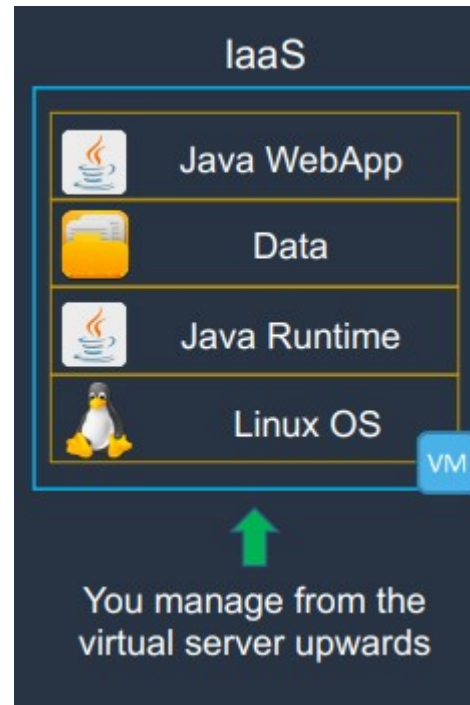 IaaS
Java WebApp
Data
Java Runtime
Linux OS
VM
You manage from the
virtual server upwards